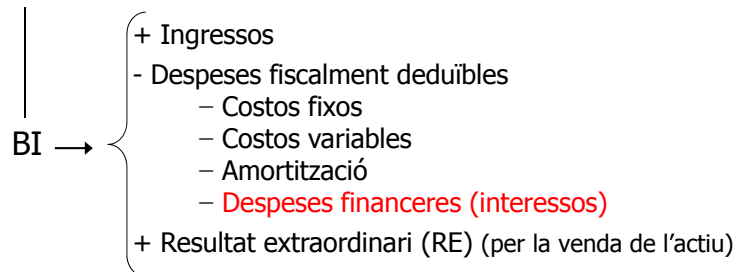 + Ingressos
- Despeses fiscalment deduïbles
– Costos fixos
– Costos variables
BI →
– Amortització
– Despeses financeres (interessos)
+ Resultat extraordinari (RE) (per la venda de l’actiu)